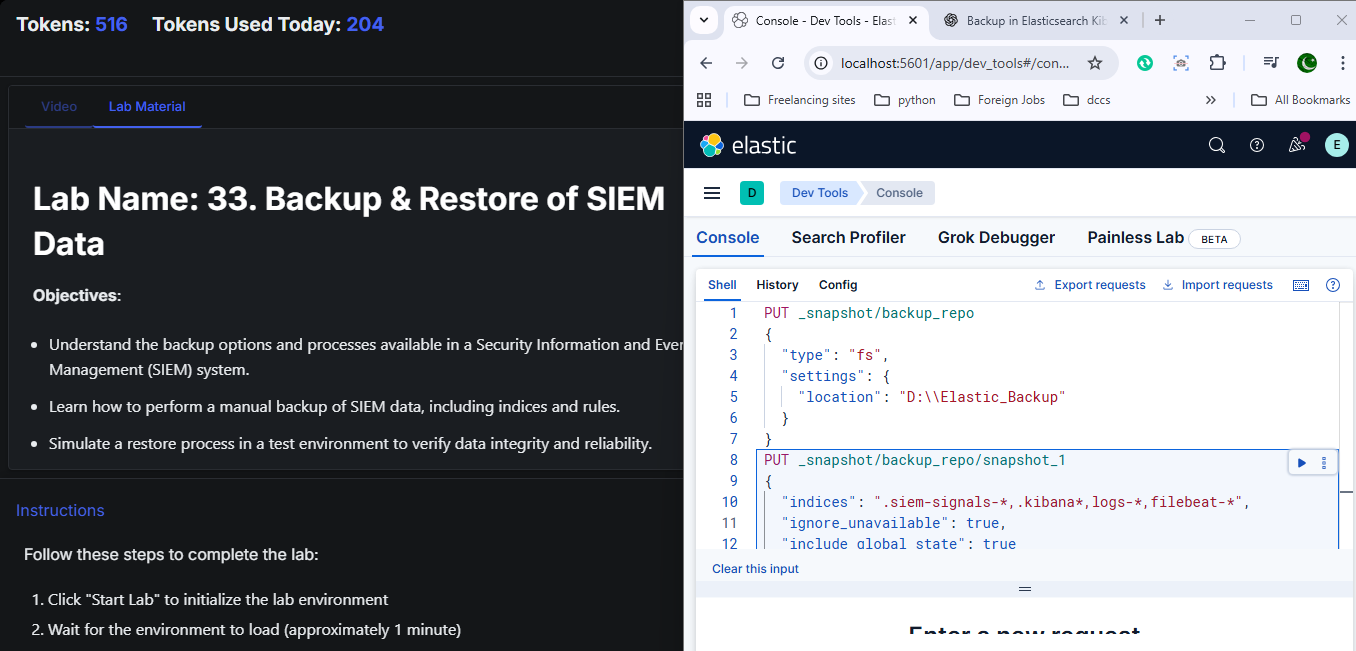 Tokens: 516 Tokens Used Today: 204
Video Lab Material
Lab Name: 33. Backup & Restore of SIEM
Data
Objectives:
Understand the backup options and processes available in a Security Information and Even
Management (SIEM) system.
Learn how to perform a manual backup of SIEM data, including indices and rules.
Simulate a restore process in a test environment to verify data integrity and reliability.
Instructions
Follow these steps to complete the lab:
1. Click "Start Lab" to initialize the lab environment
2. Wait for the environment to load (approximately 1 minute)
Console - Dev Tools - Elast
Backup in Elasticsearch Kib
localhost:5601/app/dev_tools#/con...
Freelancing sites python Foreign Jobs dccs » All Bookmarks
elastic E
D Dev Tools Console
Console Search Profiler Grok Debugger Painless Lab BETA
Shell History Config Export requests Import requests
1 PUT _snapshot/backup_repo
2 {
3 "type": "fs",
4 "settings": {
5 "location": "D:\\Elastic_Backup"
6 }
7 }
8 PUT _snapshot/backup_repo/snapshot_1
9 {
10 "indices": ".siem-signals-*,.kibana*,logs-*,filebeat-*",
11 "ignore_unavailable": true,
12 "include_global_state": true
Clear this input
Enter a new request